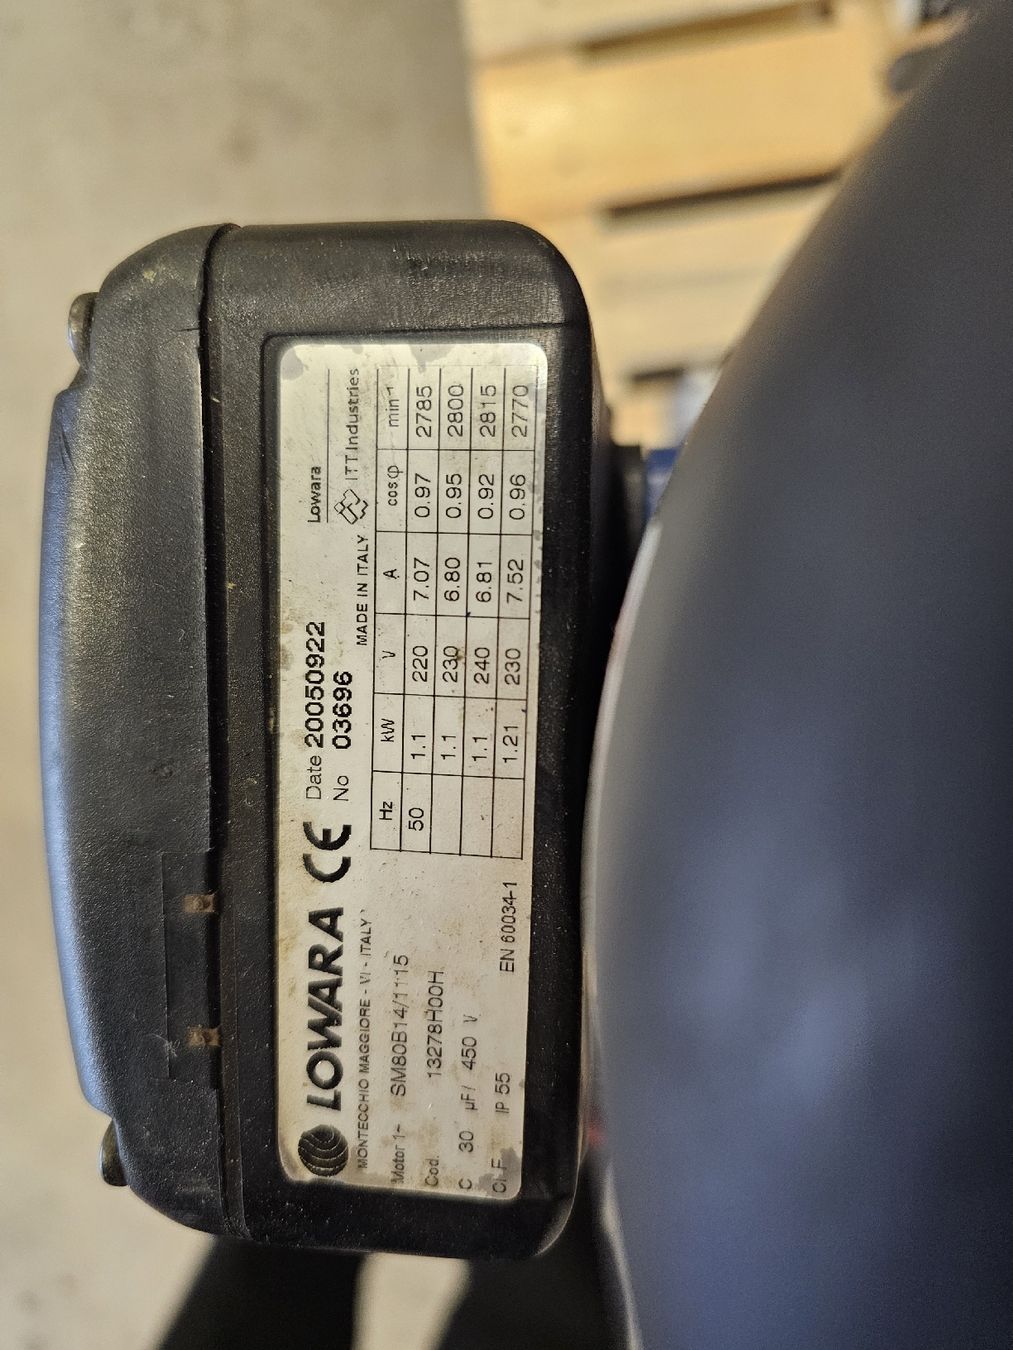 LOWARA CE
Date 20050922
No 03696
Lowara
ITT Industries
MONTECCHIO MAGGIORE - VI - ITALY
MADE IN ITALY
Motor 1~ SM80B14/1115
Cod. 13278H00H
C 30 µF/ 450 V
Cl F IP 55
EN 60034-1
Hz kW V A cosφ min⁻¹
50 1.1 220 7.07 0.97 2785
1.1 230 6.80 0.95 2800
1.1 240 6.81 0.92 2815
1.21 230 7.52 0.96 2770